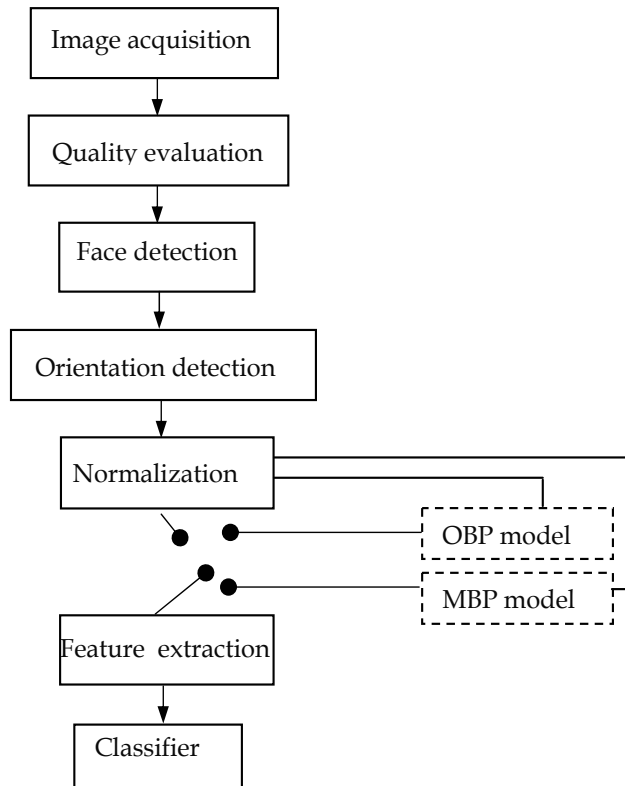 Image acquisition
Quality evaluation
Face detection
Orientation detection
Normalization
OBP model
MBP model
Feature extraction
Classifier